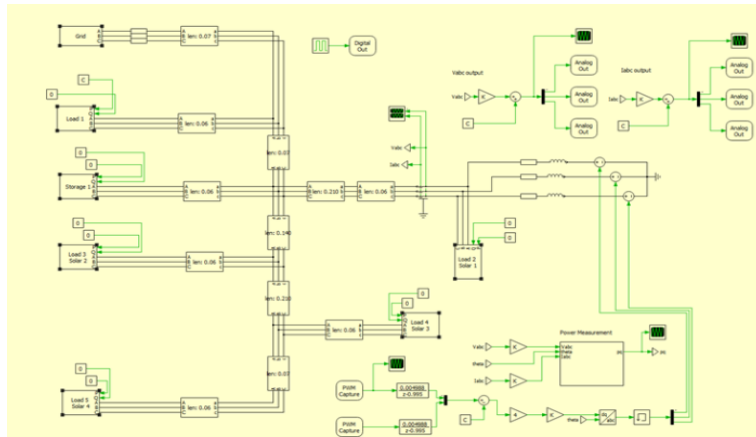 Grid
A
B
C
A
B
C
len: 0.07
a
b
c
Digital
Out
Vabc output
Vabc
K
C
Analog
Out
Analog
Out
Analog
Out
Iabc output
Iabc
K
C
Analog
Out
Analog
Out
Analog
Out
C
0
Load 1
A
B
C
len: 0.06
a
b
c
len: 0.07
Vabc
Iabc
0
0
Storage 1
A
B
C
len: 0.06
a
b
c
A
B
C
len: 0.210
a
b
c
A
B
C
len: 0.06
a
b
c
0
0
Load 3
Solar 2
A
B
C
len: 0.06
a
b
c
len: 0.140
0
0
Load 2
Solar 1
len: 0.210
0
0
Load 4
Solar 3
len: 0.06
len: 0.07
0
0
Load 5
Solar 4
A
B
C
len: 0.06
a
b
c
Power Measurement
Vabc
K
theta
Iabc
K
Vabc
theta
Iabc
PWM
Capture
0.004988
z-0.995
PWM
Capture
0.004988
z-0.995
C
K
theta